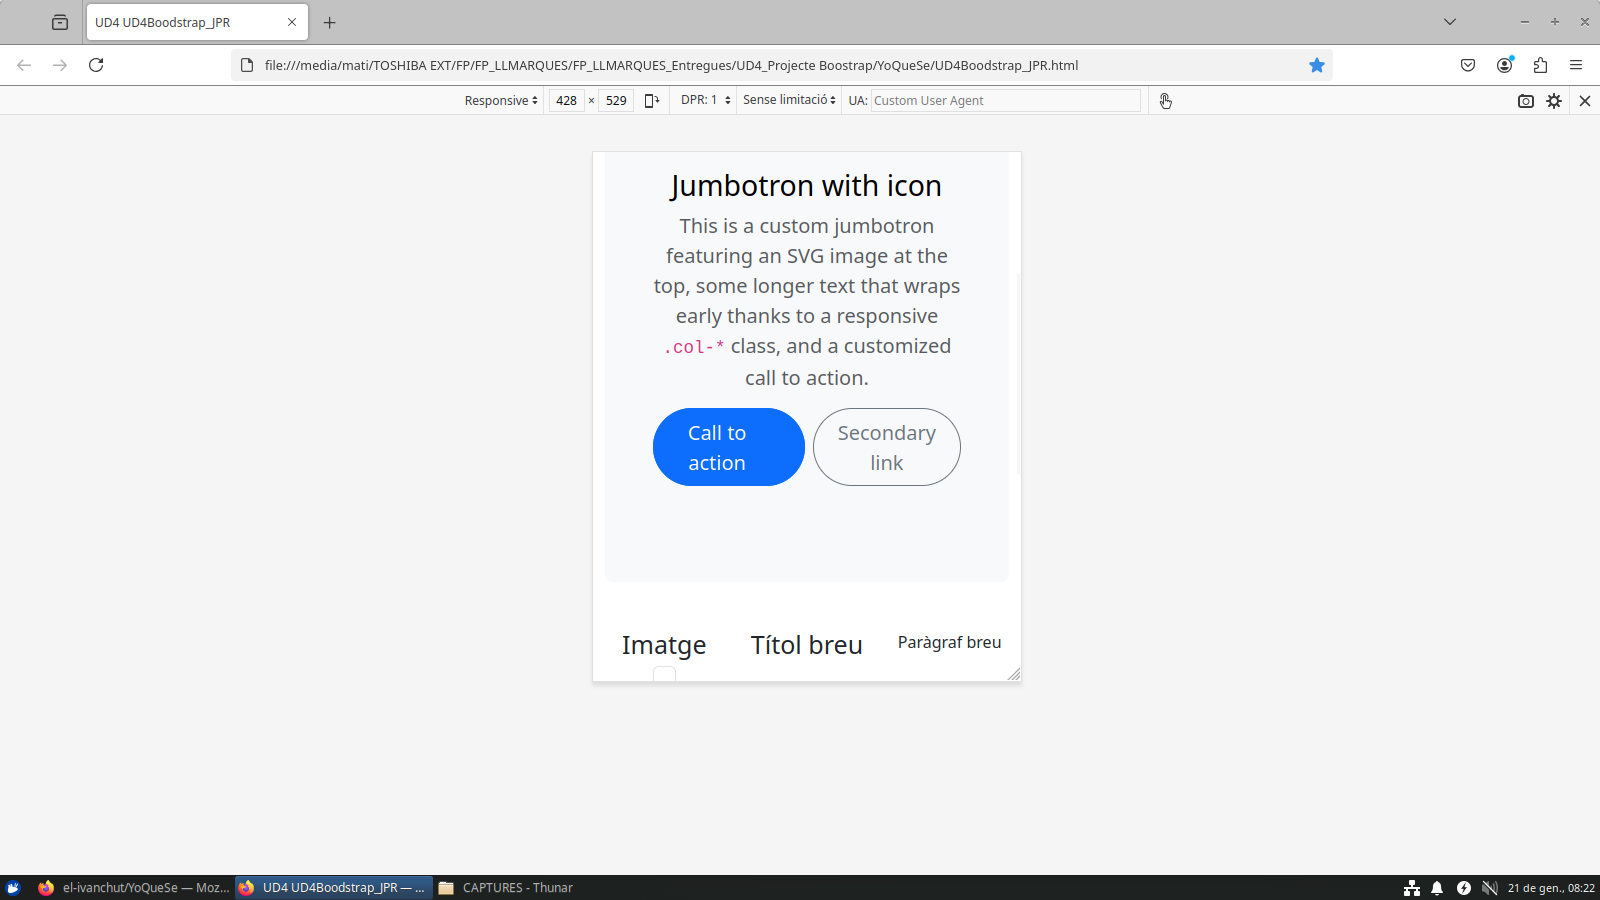 UD4 UD4Boodstrap_JPR
file:///media/mati/TOSHIBA EXT/FP/FP_LLMARQUES/FP_LLMARQUES_Entregues/UD4_Projecte Boostrap/YoQueSe/UD4Boodstrap_JPR.html
Responsive 428 × 529 DPR: 1 Sense limitació UA: Custom User Agent
Jumbotron with icon
This is a custom jumbotron
featuring an SVG image at the
top, some longer text that wraps
early thanks to a responsive
.col-* class, and a customized
call to action.
Call to
action
Secondary
link
Imatge Títol breu Paràgraf breu
el-ivanchut/YoQueSe — Moz... UD4 UD4Boodstrap_JPR — ... CAPTURES - Thunar 21 de gen., 08:22